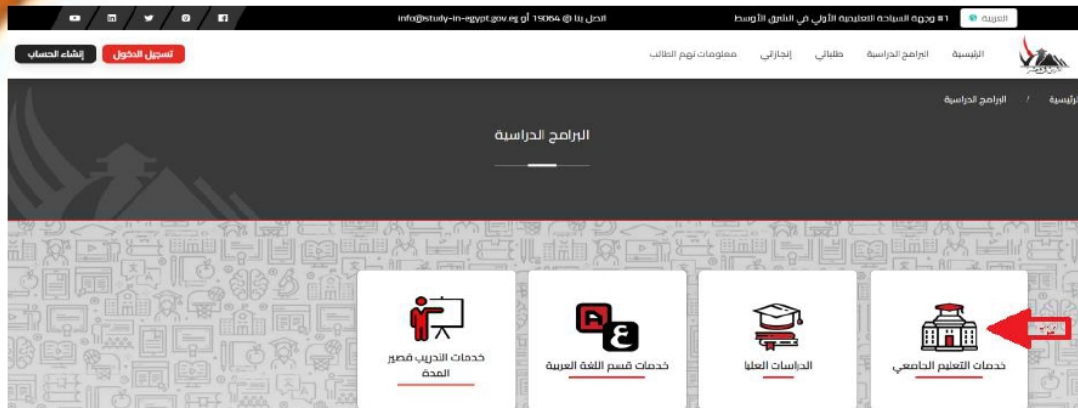 العربية
#1 وجهة السياحة التعليمية الأولي في الشرق الأوسط
اتصل بنا @ 19064 أو info@study-in-egypt.gov.eg
الرئيسية
البرامج الدراسية
طلباتي
إنجازاتي
معلومات تهم الطالب
تسجيل الدخول
إنشاء الحساب
الرئيسية / البرامج الدراسية
البرامج الدراسية
خدمات التعليم الجامعي
الدراسات العليا
خدمات قسم اللغة العربية
خدمات التدريب قصير
المدة